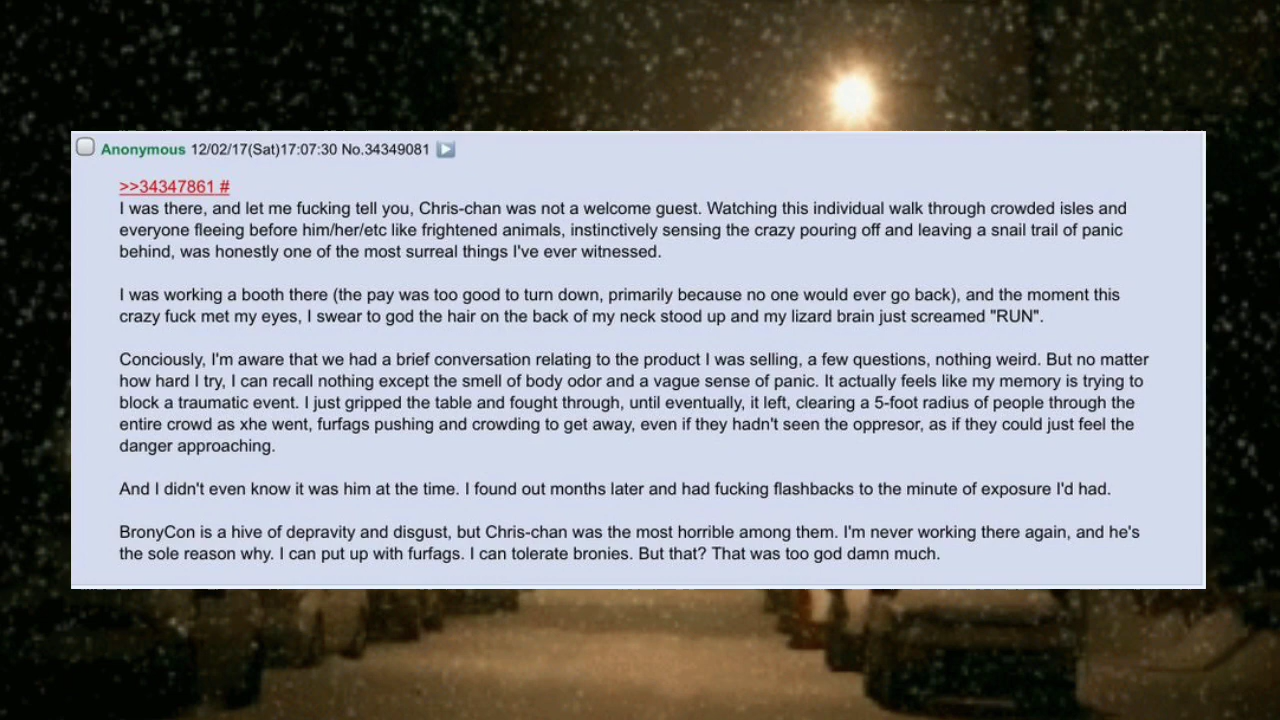 Anonymous 12/02/17(Sat)17:07:30 No.34349081
>>34347861 #
I was there, and let me fucking tell you, Chris-chan was not a welcome guest. Watching this individual walk through crowded isles and
everyone fleeing before him/her/etc like frightened animals, instinctively sensing the crazy pouring off and leaving a snail trail of panic
behind, was honestly one of the most surreal things I've ever witnessed.
I was working a booth there (the pay was too good to turn down, primarily because no one would ever go back), and the moment this
crazy fuck met my eyes, I swear to god the hair on the back of my neck stood up and my lizard brain just screamed "RUN".
Conciously, I'm aware that we had a brief conversation relating to the product I was selling, a few questions, nothing weird. But no matter
how hard I try, I can recall nothing except the smell of body odor and a vague sense of panic. It actually feels like my memory is trying to
block a traumatic event. I just gripped the table and fought through, until eventually, it left, clearing a 5-foot radius of people through the
entire crowd as xhe went, furfags pushing and crowding to get away, even if they hadn't seen the oppresor, as if they could just feel the
danger approaching.
And I didn't even know it was him at the time. I found out months later and had fucking flashbacks to the minute of exposure I'd had.
BronyCon is a hive of depravity and disgust, but Chris-chan was the most horrible among them. I'm never working there again, and he's
the sole reason why. I can put up with furfags. I can tolerate bronies. But that? That was too god damn much.